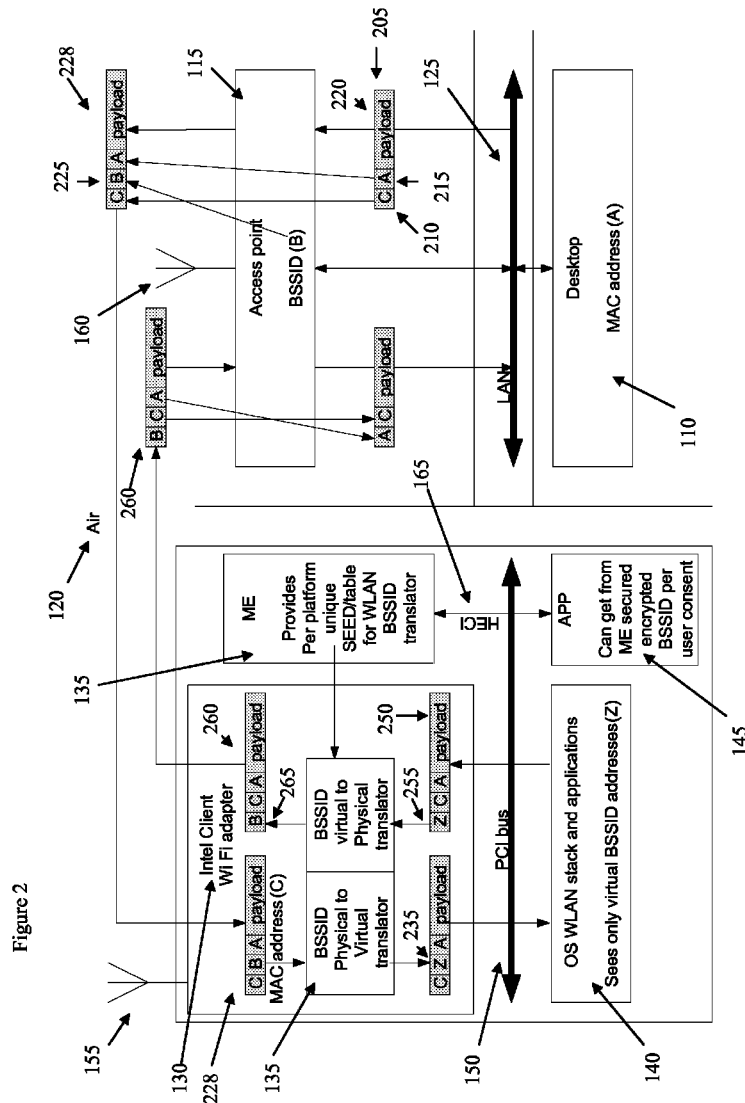 Figure 2
155
130
228
135
150
140
Intel Client
Wi Fi adapter
MAC address (C)
C B A payload
BSSID
Physical to
Virtual
translator
235
C Z A payload
260
B C A payload
265
BSSID
virtual to
Physical
translator
255
250
Z C A payload
PCI bus
OS WLAN stack and applications
Sees only virtual BSSID addresses(Z)
135
ME
Provides
Per platform
unique
SEED/table
for WLAN
BSSID
translator
HECI
165
APP
Can get from
ME secured
encrypted
BSSID per
user consent
145
120
Air
260
B C A payload
160
225
228
C B A payload
115
Access point
BSSID (B)
A C payload
210
215
220
205
C A payload
LAN
125
Desktop
MAC address (A)
110